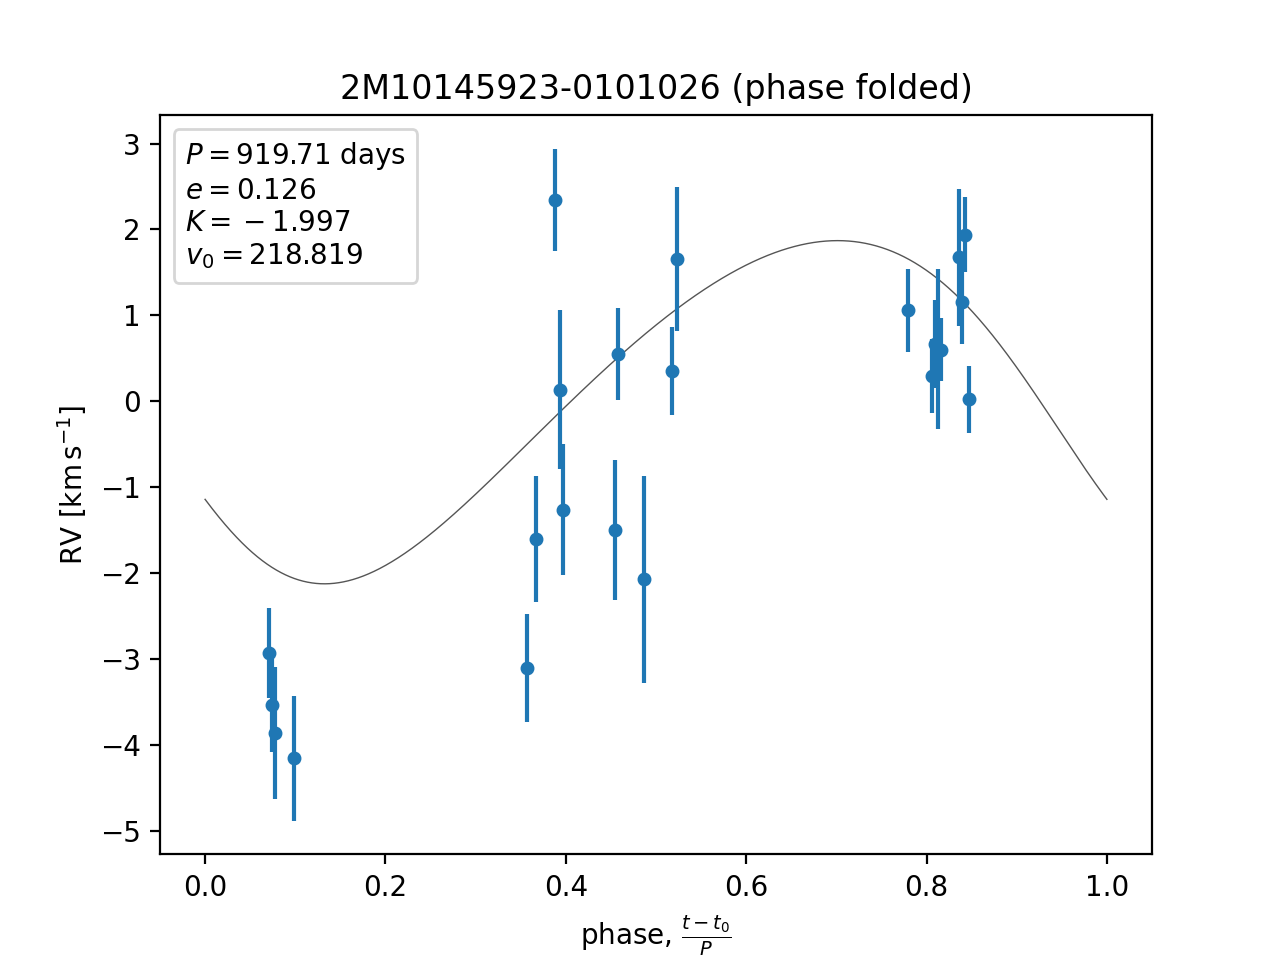 2M10145923-0101026 (phase folded)
P = 919.71 days
e = 0.126
K = −1.997
v₀ = 218.819
3
2
1
0
−1
−2
−3
−4
−5
RV [km s⁻¹]
0.0 0.2 0.4 0.6 0.8 1.0
phase, (t − t₀)/P